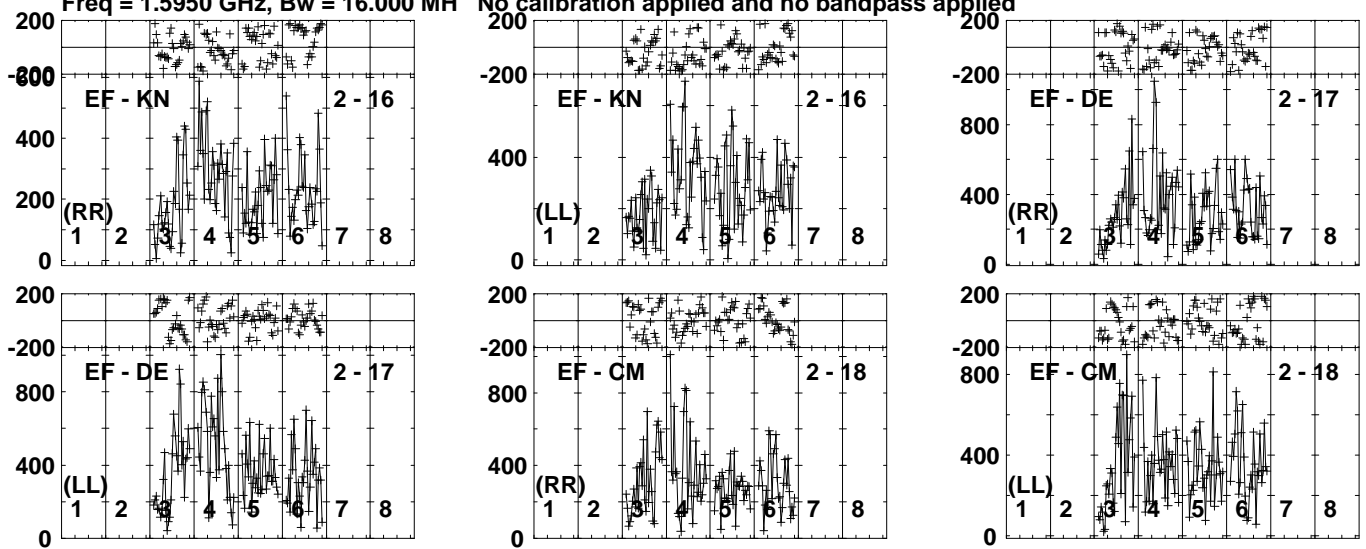 Freq = 1.5950 GHz, Bw = 16.000 MH No calibration applied and no bandpass applied
200 200 200
-200 -200 -200
600
EF - KN 2 - 16 EF - KN 2 - 16 EF - DE 2 - 17
800
400 400
400
200
(RR) (LL) (RR)
1 2 3 4 5 6 7 8 1 2 3 4 5 6 7 8 1 2 3 4 5 6 7 8
0 0 0
200 200 200
-200 -200 -200
EF - DE 2 - 17 EF - CM 2 - 18 EF - CM 2 - 18
800 800 800
400 400 400
(LL) (RR) (LL)
1 2 3 4 5 6 7 8 1 2 3 4 5 6 7 8 1 2 3 4 5 6 7 8
0 0 0